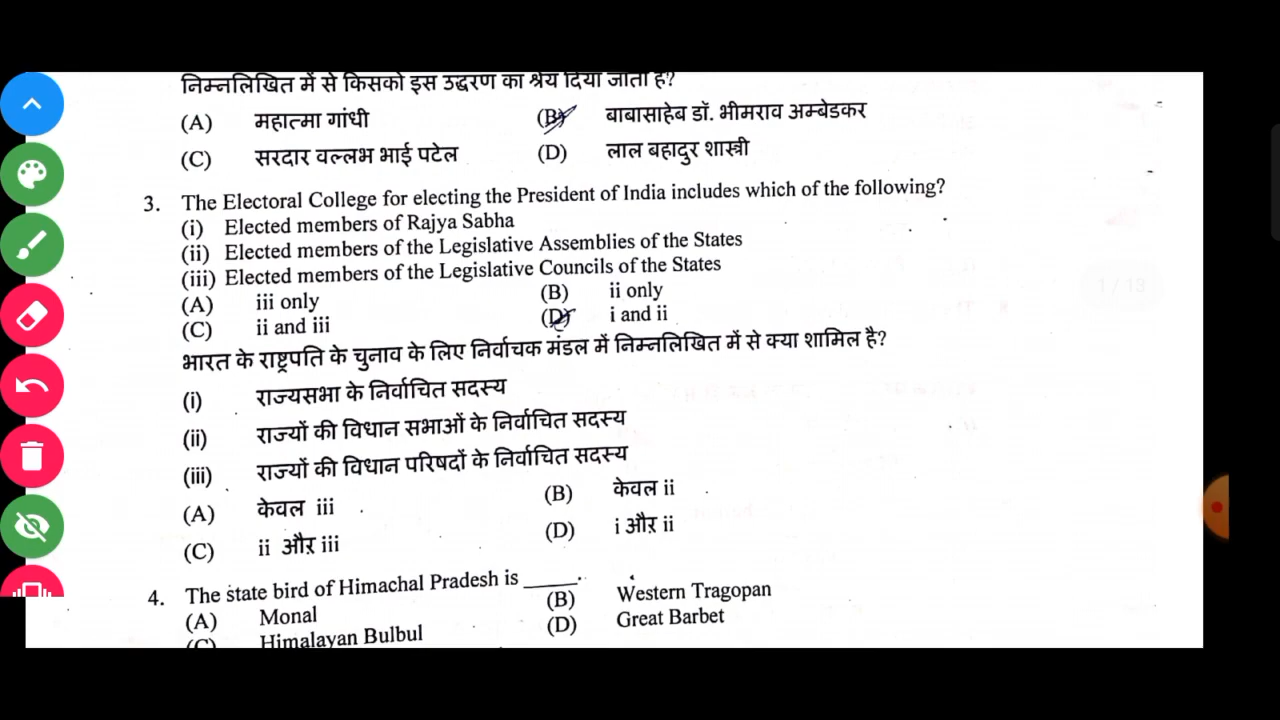 निम्नलिखित में से किसको इस उद्धरण का श्रेय दिया जाता है?
(A) महात्मा गांधी (B) बाबासाहेब डॉ. भीमराव अम्बेडकर
(C) सरदार वल्लभ भाई पटेल (D) लाल बहादुर शास्त्री
3. The Electoral College for electing the President of India includes which of the following?
(i) Elected members of Rajya Sabha
(ii) Elected members of the Legislative Assemblies of the States
(iii) Elected members of the Legislative Councils of the States
(A) iii only (B) ii only
(C) ii and iii (D) i and ii
भारत के राष्ट्रपति के चुनाव के लिए निर्वाचक मंडल में निम्नलिखित में से क्या शामिल है?
(i) राज्यसभा के निर्वाचित सदस्य
(ii) राज्यों की विधान सभाओं के निर्वाचित सदस्य
(iii) राज्यों की विधान परिषदों के निर्वाचित सदस्य
(A) केवल iii (B) केवल ii
(C) ii और iii (D) i और ii
4. The state bird of Himachal Pradesh is _____.
(A) Monal (B) Western Tragopan
(C) Himalayan Bulbul (D) Great Barbet
1 / 13